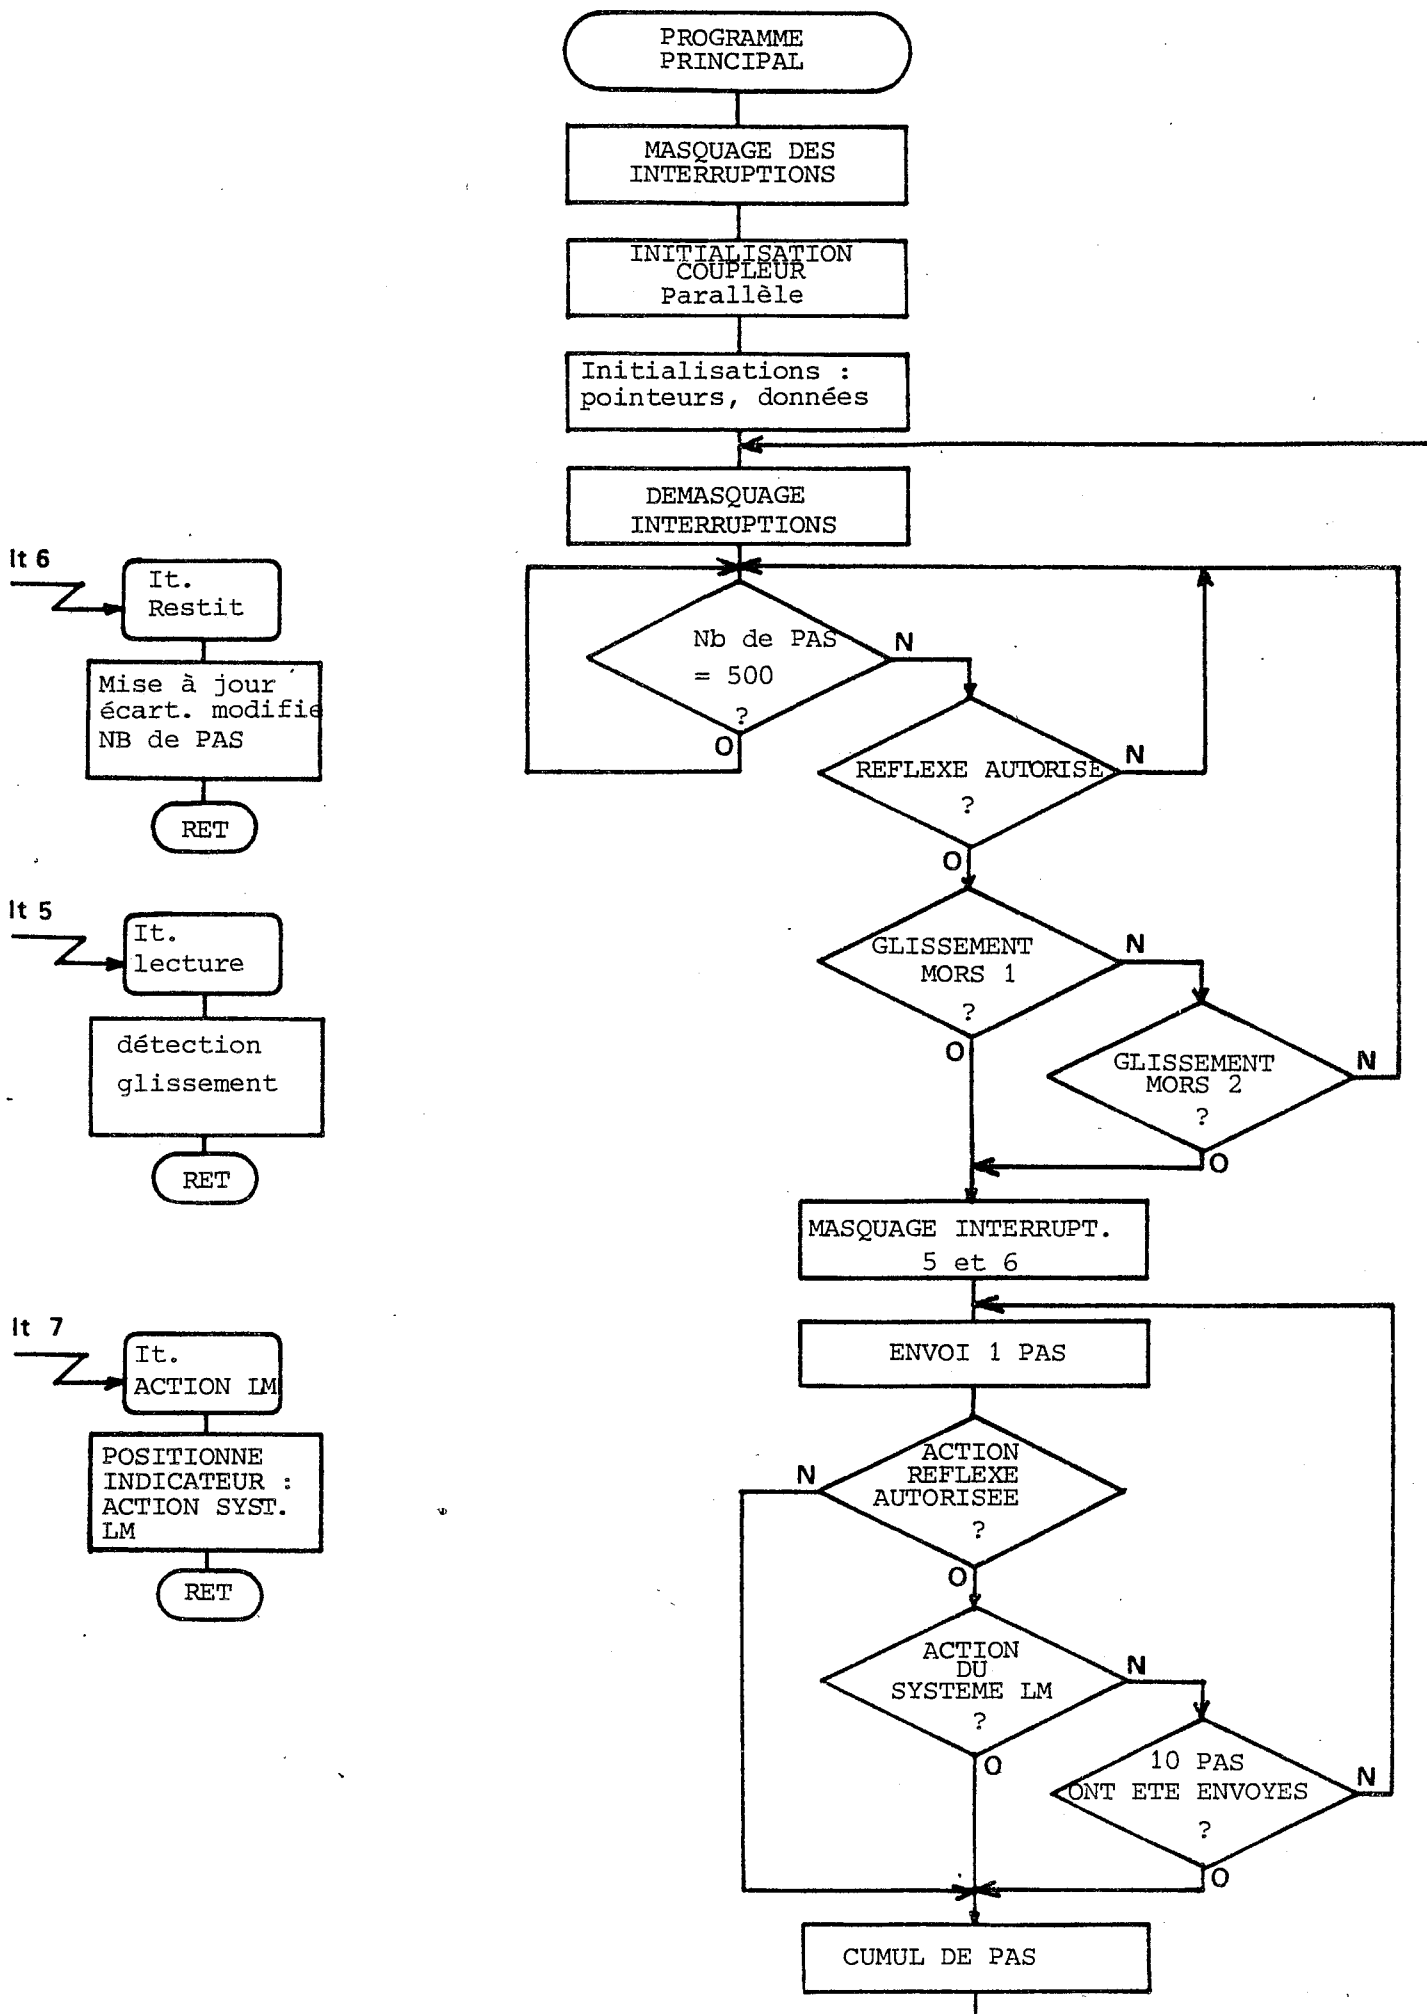 PROGRAMME
PRINCIPAL
MASQUAGE DES
INTERRUPTIONS
INITIALISATION
COUPLEUR
Parallèle
Initialisations :
pointeurs, données
DEMASQUAGE
INTERRUPTIONS
It 6
It.
Restit
Mise à jour
écart. modifie
NB de PAS
RET
Nb de PAS
= 500
?
N
O
REFLEXE AUTORISE
?
N
O
It 5
It.
lecture
détection
glissement
RET
GLISSEMENT
MORS 1
?
N
O
GLISSEMENT
MORS 2
?
N
O
MASQUAGE INTERRUPT.
5 et 6
ENVOI 1 PAS
It 7
It.
ACTION LM
POSITIONNE
INDICATEUR :
ACTION SYST.
LM
RET
ACTION
REFLEXE
AUTORISEE
?
N
O
ACTION
DU
SYSTEME LM
?
N
O
10 PAS
ONT ETE ENVOYES
?
N
O
CUMUL DE PAS